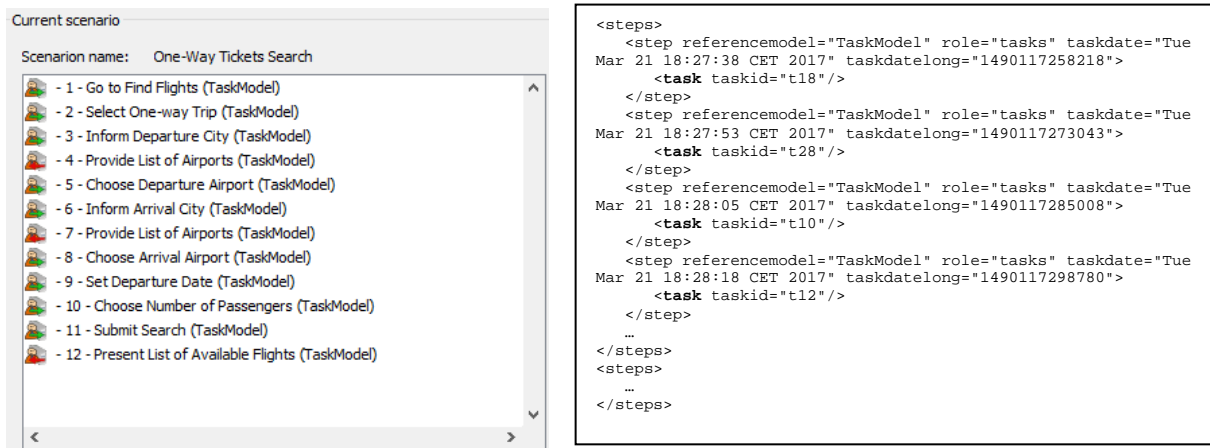 Current scenario
Scenarion name: One-Way Tickets Search
- 1 - Go to Find Flights (TaskModel)
- 2 - Select One-way Trip (TaskModel)
- 3 - Inform Departure City (TaskModel)
- 4 - Provide List of Airports (TaskModel)
- 5 - Choose Departure Airport (TaskModel)
- 6 - Inform Arrival City (TaskModel)
- 7 - Provide List of Airports (TaskModel)
- 8 - Choose Arrival Airport (TaskModel)
- 9 - Set Departure Date (TaskModel)
- 10 - Choose Number of Passengers (TaskModel)
- 11 - Submit Search (TaskModel)
- 12 - Present List of Available Flights (TaskModel)
<steps>
<step referencemodel="TaskModel" role="tasks" taskdate="Tue
Mar 21 18:27:38 CET 2017" taskdatelong="1490117258218">
<task taskid="t18"/>
</step>
<step referencemodel="TaskModel" role="tasks" taskdate="Tue
Mar 21 18:27:53 CET 2017" taskdatelong="1490117273043">
<task taskid="t28"/>
</step>
<step referencemodel="TaskModel" role="tasks" taskdate="Tue
Mar 21 18:28:05 CET 2017" taskdatelong="1490117285008">
<task taskid="t10"/>
</step>
<step referencemodel="TaskModel" role="tasks" taskdate="Tue
Mar 21 18:28:18 CET 2017" taskdatelong="1490117298780">
<task taskid="t12"/>
</step>
…
</steps>
<steps>
…
</steps>